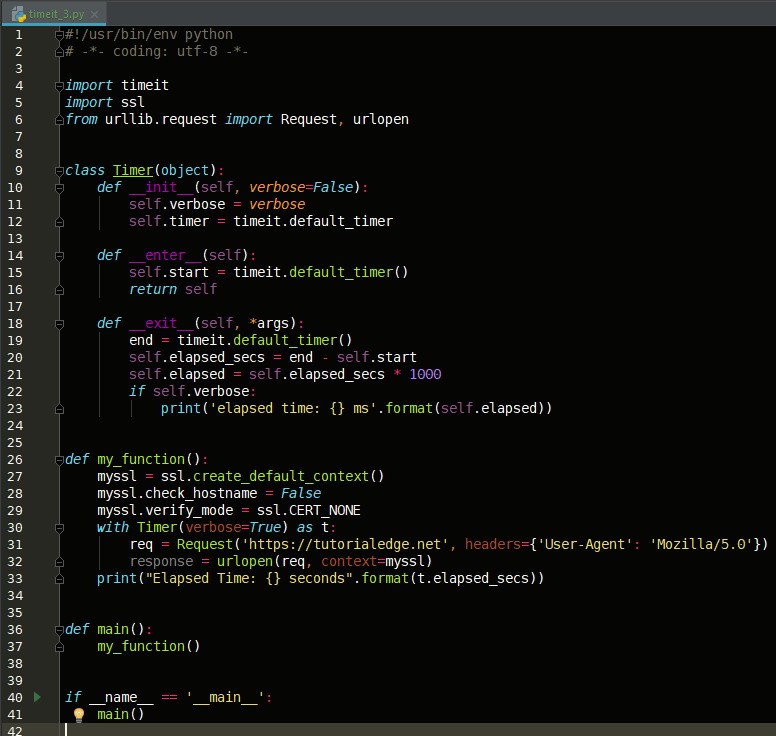 timeit_3.py
1 #!/usr/bin/env python
2 # -*- coding: utf-8 -*-
3
4 import timeit
5 import ssl
6 from urllib.request import Request, urlopen
7
8
9 class Timer(object):
10     def __init__(self, verbose=False):
11         self.verbose = verbose
12         self.timer = timeit.default_timer
13
14     def __enter__(self):
15         self.start = timeit.default_timer()
16         return self
17
18     def __exit__(self, *args):
19         end = timeit.default_timer()
20         self.elapsed_secs = end - self.start
21         self.elapsed = self.elapsed_secs * 1000
22         if self.verbose:
23             print('elapsed time: {} ms'.format(self.elapsed))
24
25
26 def my_function():
27     myssl = ssl.create_default_context()
28     myssl.check_hostname = False
29     myssl.verify_mode = ssl.CERT_NONE
30     with Timer(verbose=True) as t:
31         req = Request('https://tutorialedge.net', headers={'User-Agent': 'Mozilla/5.0'})
32         response = urlopen(req, context=myssl)
33     print("Elapsed Time: {} seconds".format(t.elapsed_secs))
34
35
36 def main():
37     my_function()
38
39
40 if __name__ == '__main__':
41     main()
42